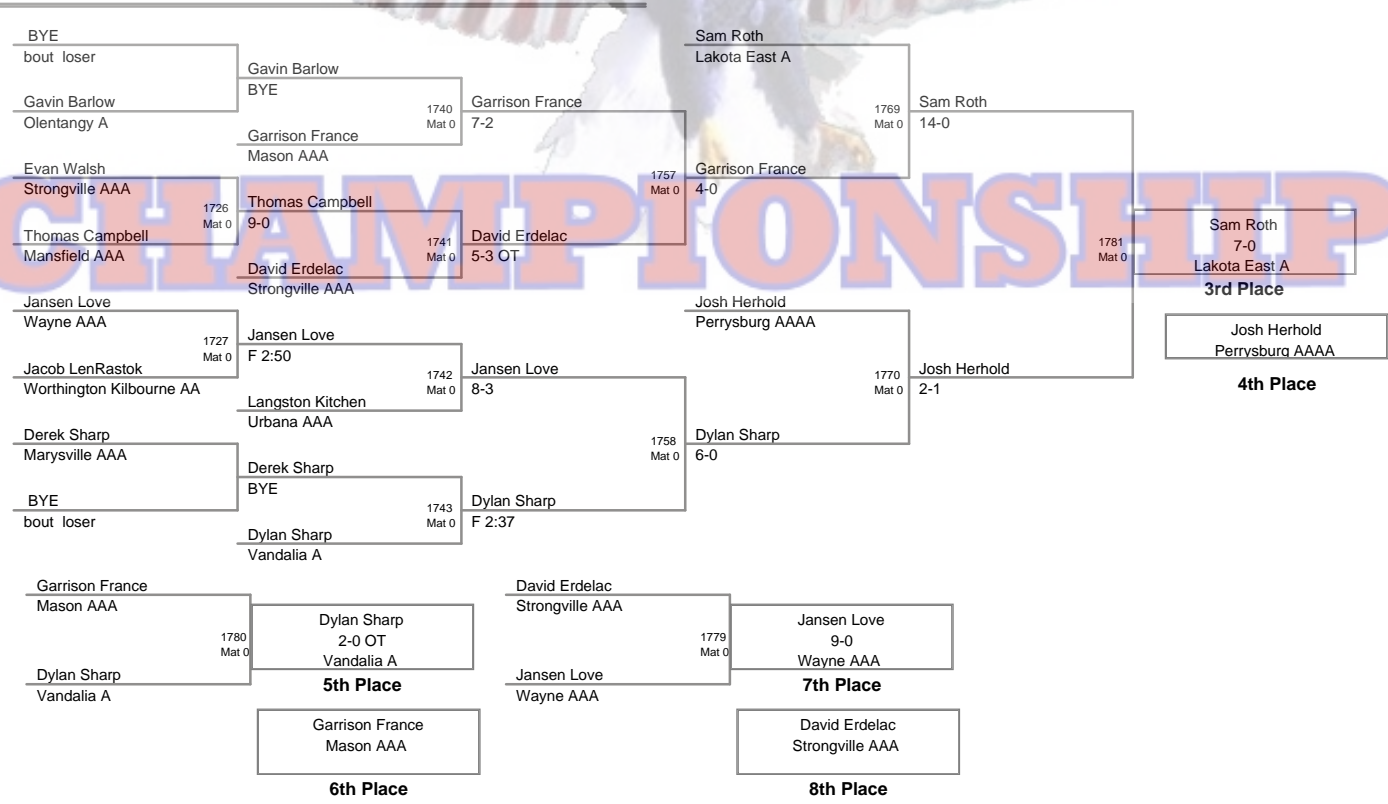 CHAMPIONSHIP
BYE
bout loser
Gavin Barlow
Olentangy A
Evan Walsh
Strongville AAA
Thomas Campbell
Mansfield AAA
Jansen Love
Wayne AAA
Jacob LenRastok
Worthington Kilbourne AA
Derek Sharp
Marysville AAA
BYE
bout loser
Gavin Barlow
BYE
Garrison France
Mason AAA
1726
Mat 0
Thomas Campbell
9-0
David Erdelac
Strongville AAA
1727
Mat 0
Jansen Love
F 2:50
Langston Kitchen
Urbana AAA
Derek Sharp
BYE
Dylan Sharp
Vandalia A
1740
Mat 0
Garrison France
7-2
1741
Mat 0
David Erdelac
5-3 OT
1742
Mat 0
Jansen Love
8-3
1743
Mat 0
Dylan Sharp
F 2:37
Sam Roth
Lakota East A
1757
Mat 0
Garrison France
4-0
Josh Herhold
Perrysburg AAAA
1758
Mat 0
Dylan Sharp
6-0
1769
Mat 0
Sam Roth
14-0
1770
Mat 0
Josh Herhold
2-1
1781
Mat 0
Sam Roth
7-0
Lakota East A
3rd Place
Josh Herhold
Perrysburg AAAA
4th Place
Garrison France
Mason AAA
Dylan Sharp
Vandalia A
1780
Mat 0
Dylan Sharp
2-0 OT
Vandalia A
5th Place
Garrison France
Mason AAA
6th Place
David Erdelac
Strongville AAA
Jansen Love
Wayne AAA
1779
Mat 0
Jansen Love
9-0
Wayne AAA
7th Place
David Erdelac
Strongville AAA
8th Place